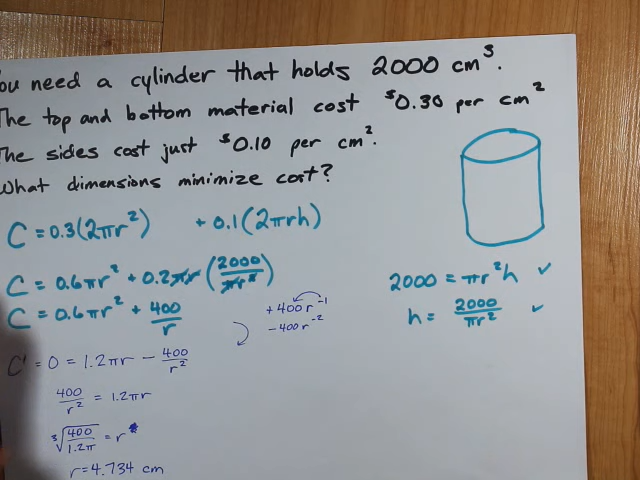 ou need a cylinder that holds 2000 cm³.
The top and bottom material cost $0.30 per cm²
The sides cost just $0.10 per cm².
What dimensions minimize cost?
C = 0.3(2πr²) + 0.1(2πrh)
C = 0.6πr² + 0.2πr(2000/πr²)
2000 = πr²h ✓
C = 0.6πr² + 400/r
+400r⁻¹
h = 2000/πr² ✓
-400r⁻²
C' = 0 = 1.2πr - 400/r²
400/r² = 1.2πr
∛(400/1.2π) = r
r = 4.734 cm